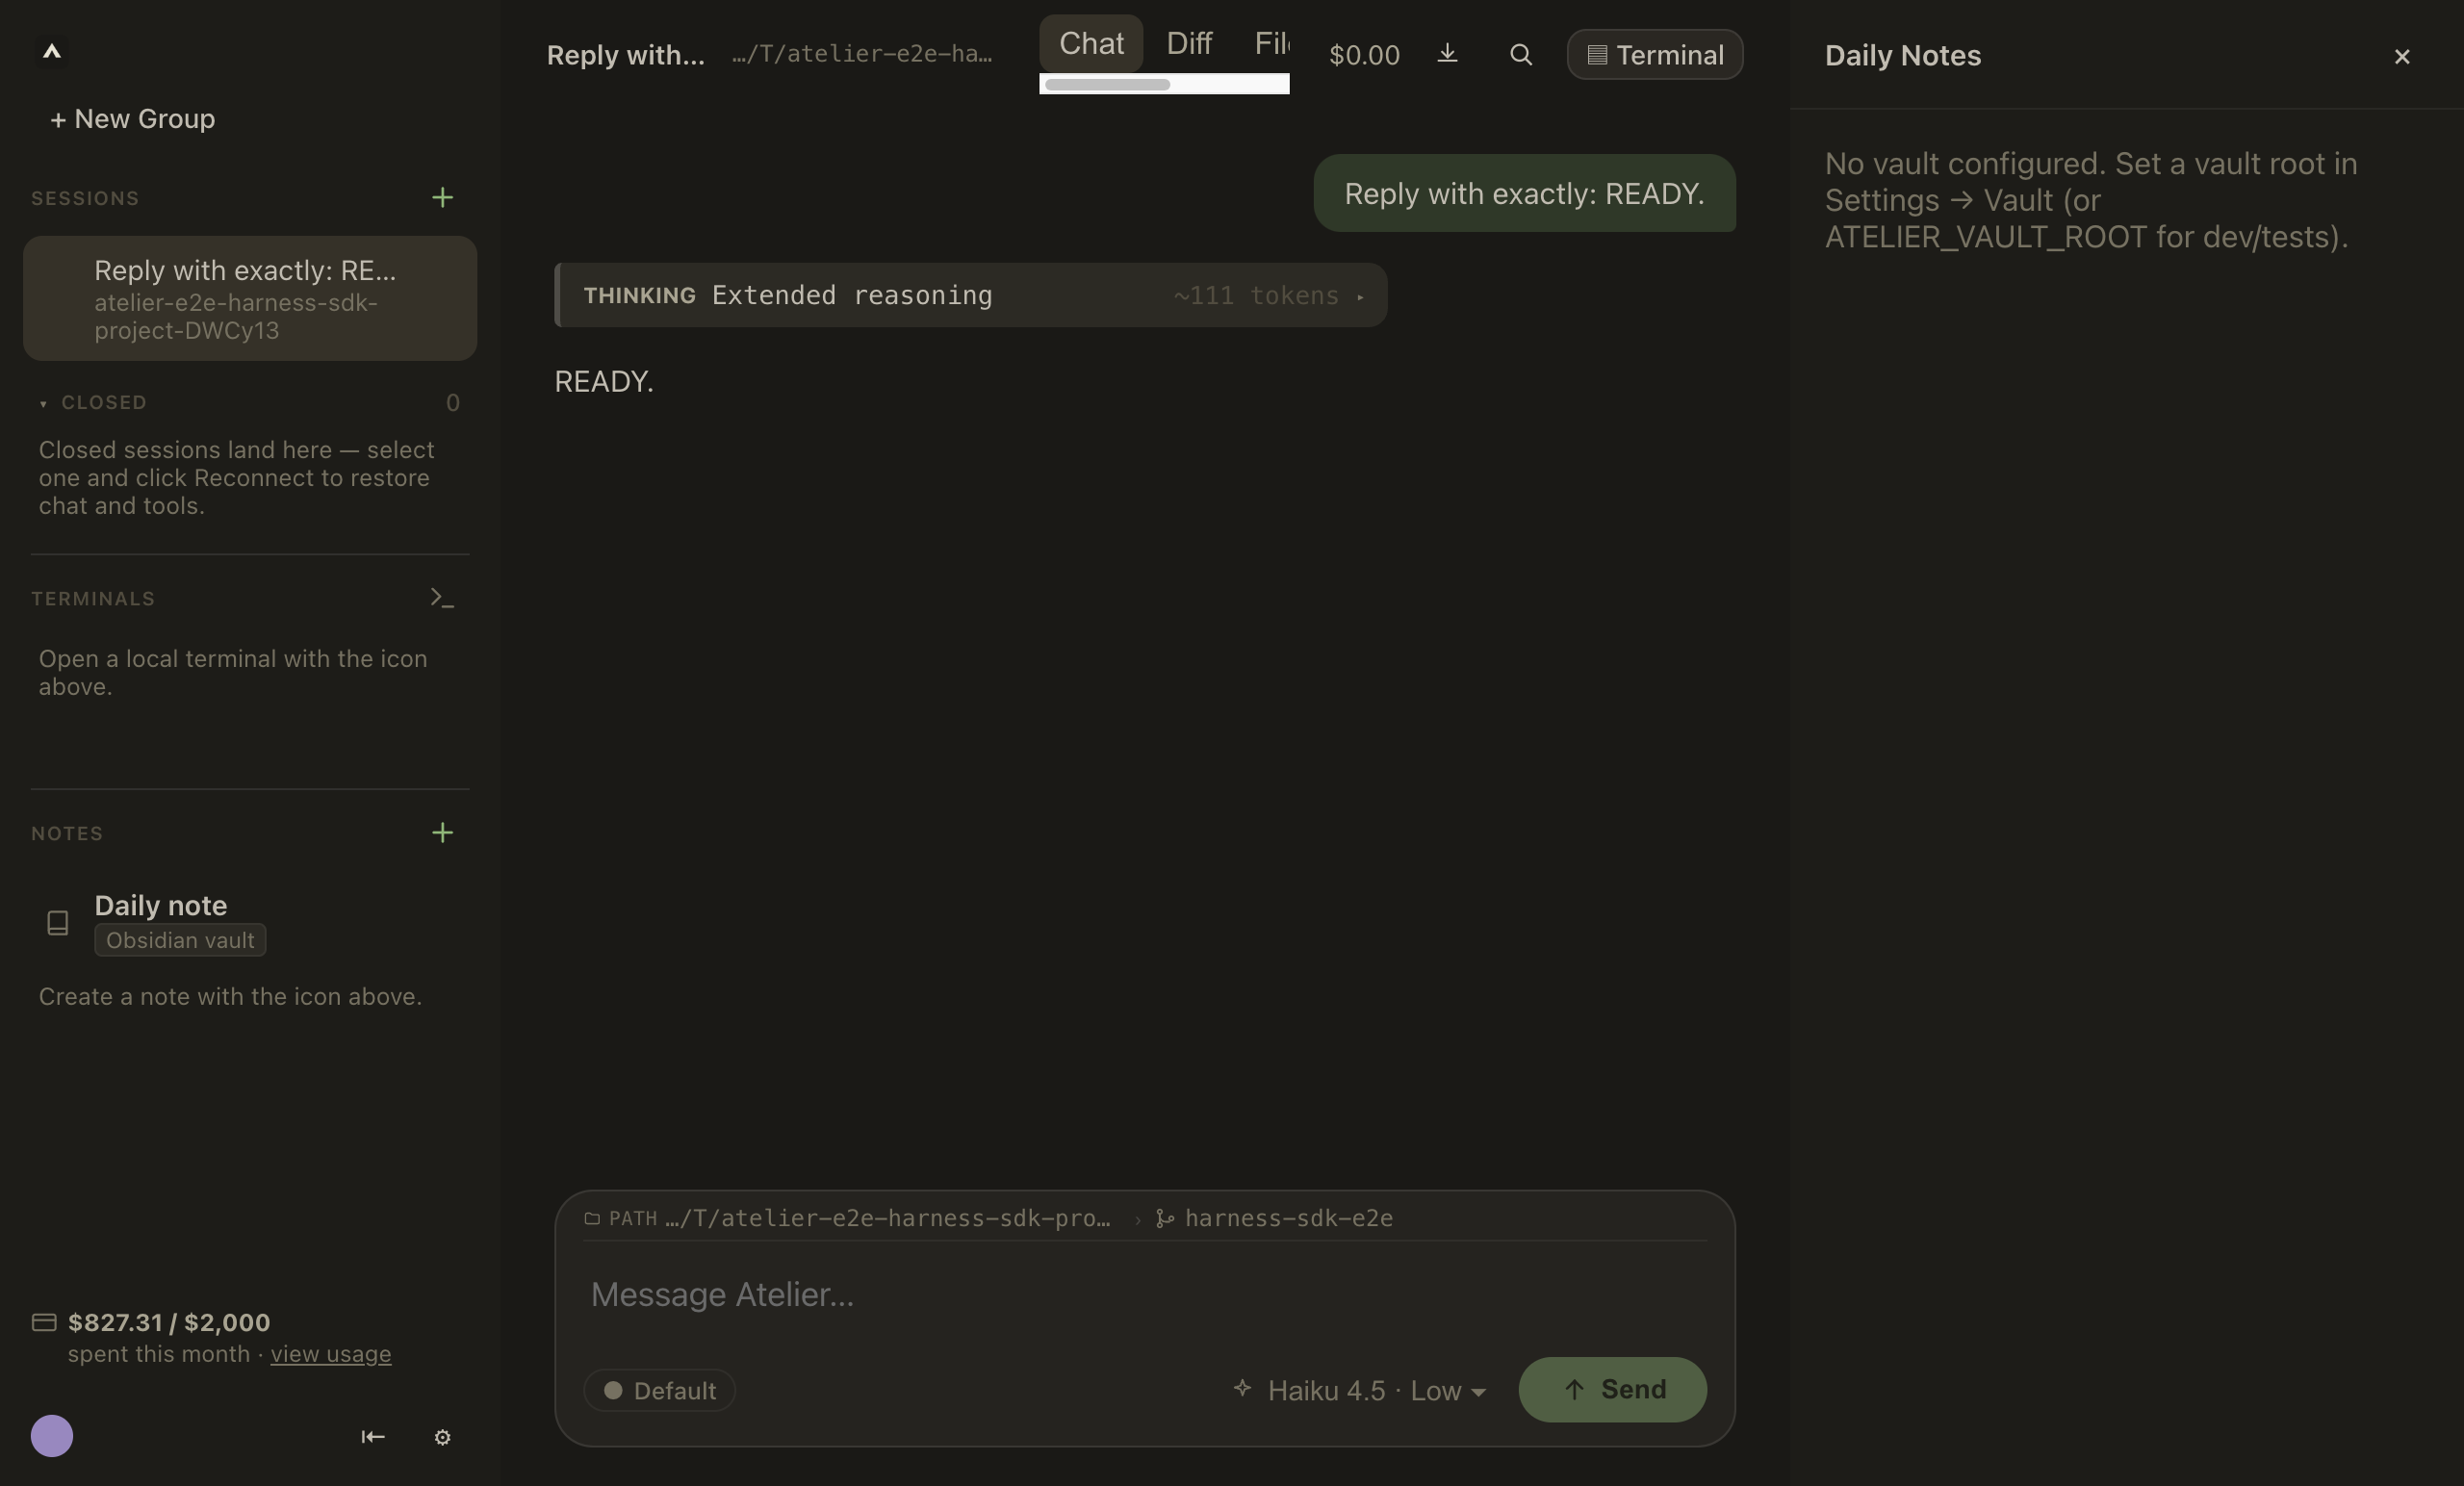 + New Group
SESSIONS
Reply with exactly: RE...
atelier-e2e-harness-sdk-
project-DWCy13
CLOSED 0
Closed sessions land here — select
one and click Reconnect to restore
chat and tools.
TERMINALS
Open a local terminal with the icon
above.
NOTES
Daily note
Obsidian vault
Create a note with the icon above.
$827.31 / $2,000
spent this month · view usage
Reply with... …/T/atelier-e2e-ha… Chat Diff $0.00 Terminal
Reply with exactly: READY.
THINKING Extended reasoning ~111 tokens
READY.
PATH …/T/atelier-e2e-harness-sdk-pro… › harness-sdk-e2e
Message Atelier...
Default Haiku 4.5 · Low Send
Daily Notes
No vault configured. Set a vault root in
Settings → Vault (or
ATELIER_VAULT_ROOT for dev/tests).